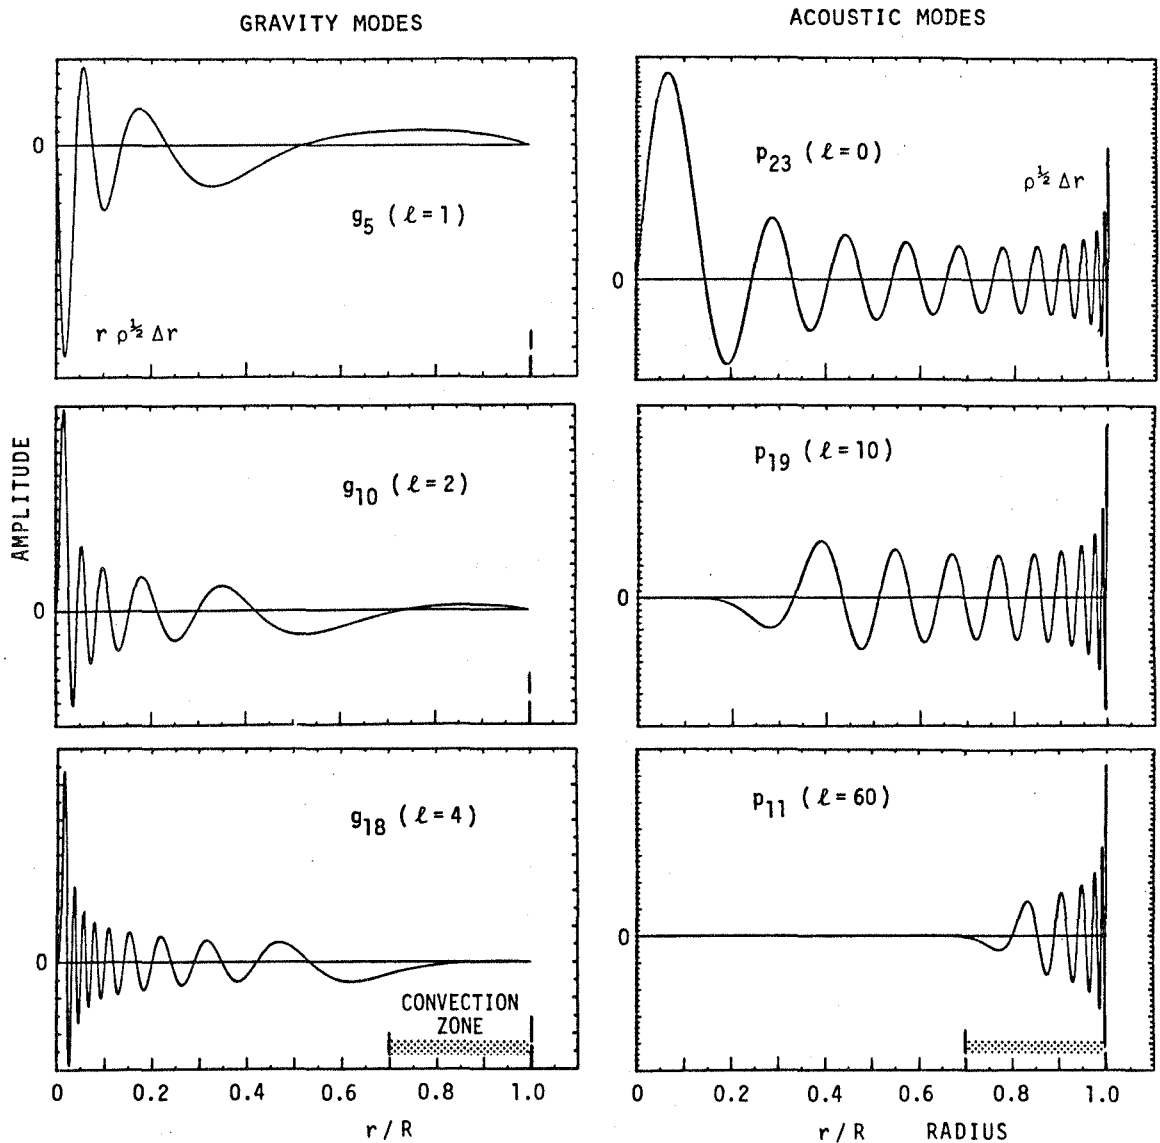 GRAVITY MODES
ACOUSTIC MODES
AMPLITUDE
0
g5 (ℓ=1)
r ρ½ Δr
0
g10 (ℓ=2)
0
g18 (ℓ=4)
CONVECTION
ZONE
0 0.2 0.4 0.6 0.8 1.0
r/R
p23 (ℓ=0)
ρ½ Δr
0
p19 (ℓ=10)
0
p11 (ℓ=60)
0
0 0.2 0.4 0.6 0.8 1.0
r/R RADIUS